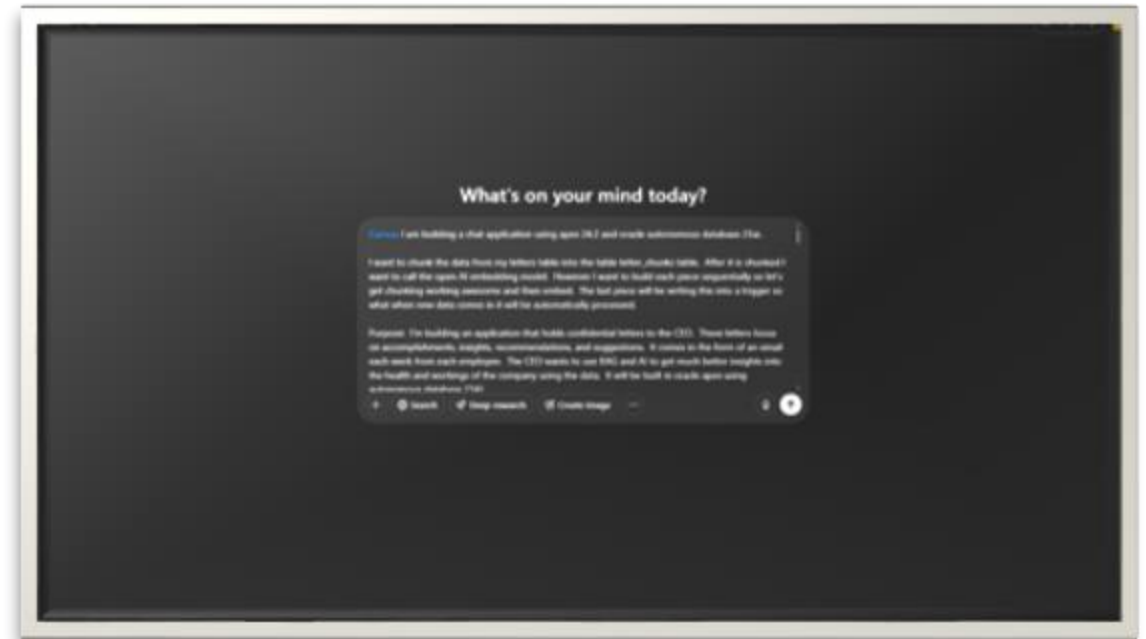 What's on your mind today?
I am building a chat application using apex 24.2 and oracle autonomous database
I want to chunk the data from my letters table into the table letter_chunks table. After it is chunked I
want to call the open AI embedding model. However I want to build each piece sequentially so let's
get chunking working awesome and then embed. The last piece will be writing this into a trigger so
what when new data comes in it will be automatically processed.
Purpose: I'm building an application that holds confidential letters to the CEO. These letters focus
on accomplishments, insights, recommendations, and suggestions. It comes in the form of an email
each week from each employee. The CEO wants to use RAG and AI to get much better insights into
the health and workings of the company using the data. It will be built in oracle apex using
autonomous database
Search Deep research Create image